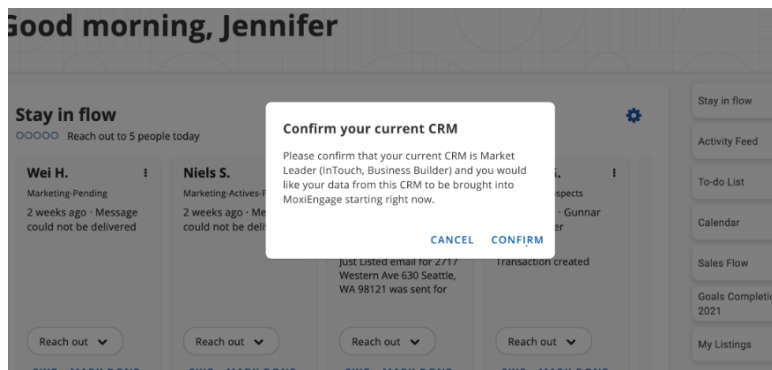 Good morning, Jennifer
Stay in flow
Reach out to 5 people today
Wei H.
Marketing-Pending
2 weeks ago · Message
could not be delivered
Reach out
Niels S.
Marketing-Actives-
2 weeks ago · Me
could not be deli
Reach out
Confirm your current CRM
Please confirm that your current CRM is Market
Leader (InTouch, Business Builder) and you would
like your data from this CRM to be brought into
MoxiEngage starting right now.
CANCEL CONFIRM
Just Listed email for 2717
Western Ave 630 Seattle,
WA 98121 was sent for
Reach out
spects
· Gunnar
er
Transaction created
Reach out
Stay in flow
Activity Feed
To-do List
Calendar
Sales Flow
Goals Completio
2021
My Listings